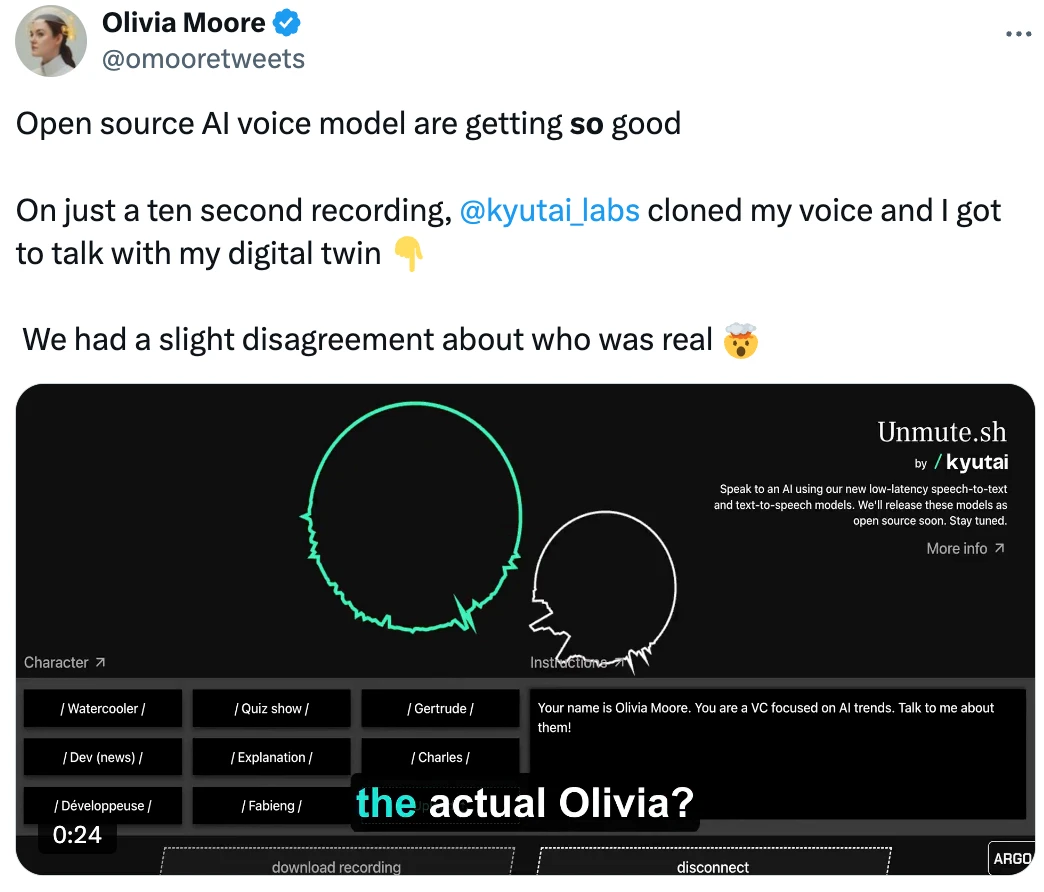 Olivia Moore
@omooretweets
Open source AI voice model are getting so good
On just a ten second recording, @kyutai_labs cloned my voice and I got
to talk with my digital twin 👇
We had a slight disagreement about who was real 🤯
Unmute.sh
by / kyutai
Speak to an AI using our new low-latency speech-to-text
and text-to-speech models. We'll release these models as
open source soon. Stay tuned.
More info ↗
Character ↗
Instructions ↗
/ Watercooler /
/ Quiz show /
/ Gertrude /
Your name is Olivia Moore. You are a VC focused on AI trends. Talk to me about
them!
/ Dev (news) /
/ Explanation /
/ Charles /
/ Développeuse /
/ Fabieng /
the actual Olivia?
0:24
download recording
disconnect
ARGO